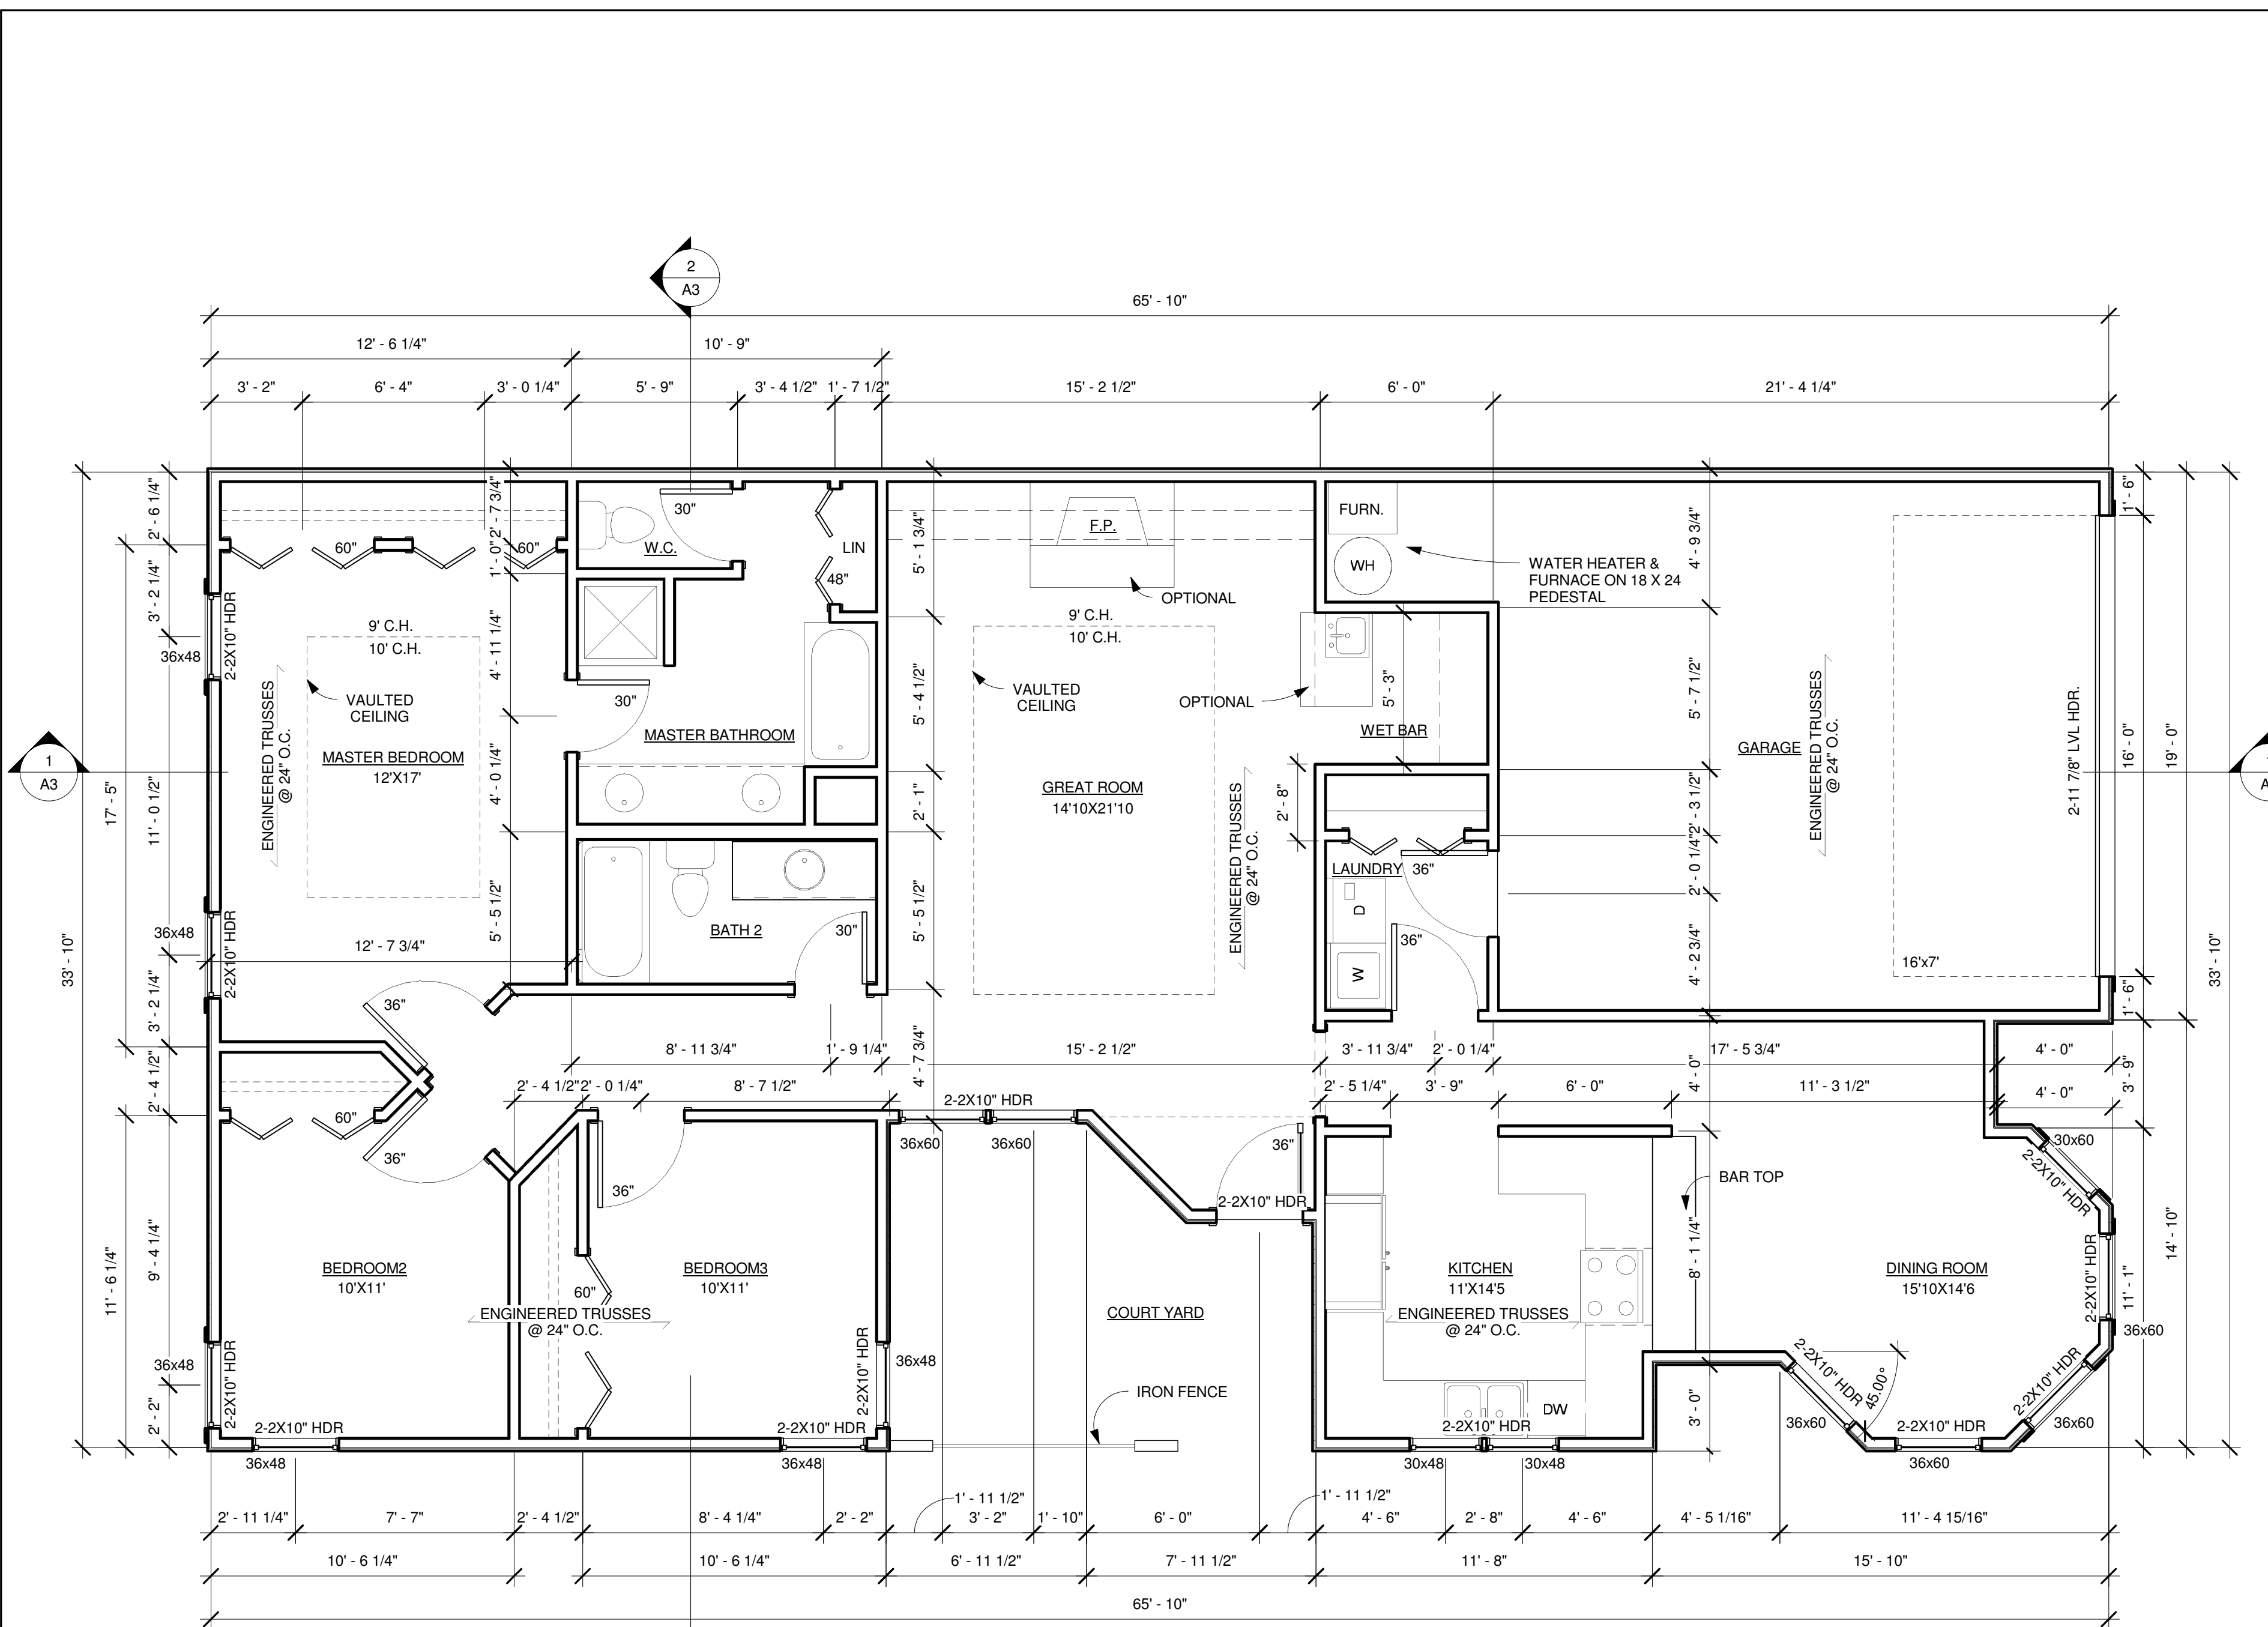 2
A3
65' - 10"
12' - 6 1/4"
10' - 9"
3' - 2"
6' - 4"
3' - 0 1/4"
5' - 9"
3' - 4 1/2"
1' - 7 1/2"
15' - 2 1/2"
6' - 0"
21' - 4 1/4"
33' - 10"
17' - 5"
11' - 6 1/4"
2' - 6 1/4"
3' - 2 1/4"
36x48
11' - 0 1/2"
36x48
3' - 2 1/4"
2' - 4 1/2"
9' - 4 1/4"
36x48
2' - 2"
1
A3
60"
60"
2' - 7 3/4"
1' - 0"
4' - 11 1/4"
4' - 0 1/4"
5' - 5 1/2"
2-2X10" HDR
2-2X10" HDR
9' C.H.
10' C.H.
VAULTED
CEILING
ENGINEERED TRUSSES
@ 24" O.C.
MASTER BEDROOM
12'X17'
12' - 7 3/4"
30"
W.C.
LIN
48"
30"
MASTER BATHROOM
BATH 2
30"
5' - 1 3/4"
5' - 4 1/2"
2' - 1"
5' - 5 1/2"
4' - 7 3/4"
F.P.
OPTIONAL
9' C.H.
10' C.H.
VAULTED
CEILING
OPTIONAL
GREAT ROOM
14'10X21'10
ENGINEERED TRUSSES
@ 24" O.C.
FURN.
WH
WATER HEATER &
FURNACE ON 18 X 24
PEDESTAL
5' - 3"
WET BAR
2' - 8"
LAUNDRY
36"
D
W
36"
4' - 9 3/4"
5' - 7 1/2"
2' - 3 1/2"
2' - 0 1/4"
4' - 2 3/4"
4' - 0"
8' - 1 1/4"
3' - 0"
GARAGE
ENGINEERED TRUSSES
@ 24" O.C.
16'x7'
2-11 7/8" LVL HDR.
1' - 6"
16' - 0"
1' - 6"
19' - 0"
3' - 9"
11' - 1"
14' - 10"
33' - 10"
A
36"
36"
60"
8' - 11 3/4"
1' - 9 1/4"
15' - 2 1/2"
3' - 11 3/4"
2' - 0 1/4"
17' - 5 3/4"
4' - 0"
2' - 4 1/2"
2' - 0 1/4"
8' - 7 1/2"
2' - 5 1/4"
3' - 9"
6' - 0"
11' - 3 1/2"
4' - 0"
2-2X10" HDR
36x60
36x60
36"
2-2X10" HDR
36"
30x60
2-2X10" HDR
BAR TOP
BEDROOM2
10'X11'
60"
BEDROOM3
10'X11'
ENGINEERED TRUSSES
@ 24" O.C.
COURT YARD
KITCHEN
11'X14'5
ENGINEERED TRUSSES
@ 24" O.C.
DINING ROOM
15'10X14'6
2-2X10" HDR
36x60
2-2X10" HDR
2-2X10" HDR
36x48
IRON FENCE
2-2X10" HDR
45.00°
36x60
2-2X10" HDR
36x60
DW
2-2X10" HDR
2-2X10" HDR
2-2X10" HDR
2-2X10" HDR
36x48
36x48
30x48
30x48
36x60
1' - 11 1/2"
1' - 11 1/2"
2' - 11 1/4"
7' - 7"
2' - 4 1/2"
8' - 4 1/4"
2' - 2"
3' - 2"
1' - 10"
6' - 0"
4' - 6"
2' - 8"
4' - 6"
4' - 5 1/16"
11' - 4 15/16"
10' - 6 1/4"
10' - 6 1/4"
6' - 11 1/2"
7' - 11 1/2"
11' - 8"
15' - 10"
65' - 10"